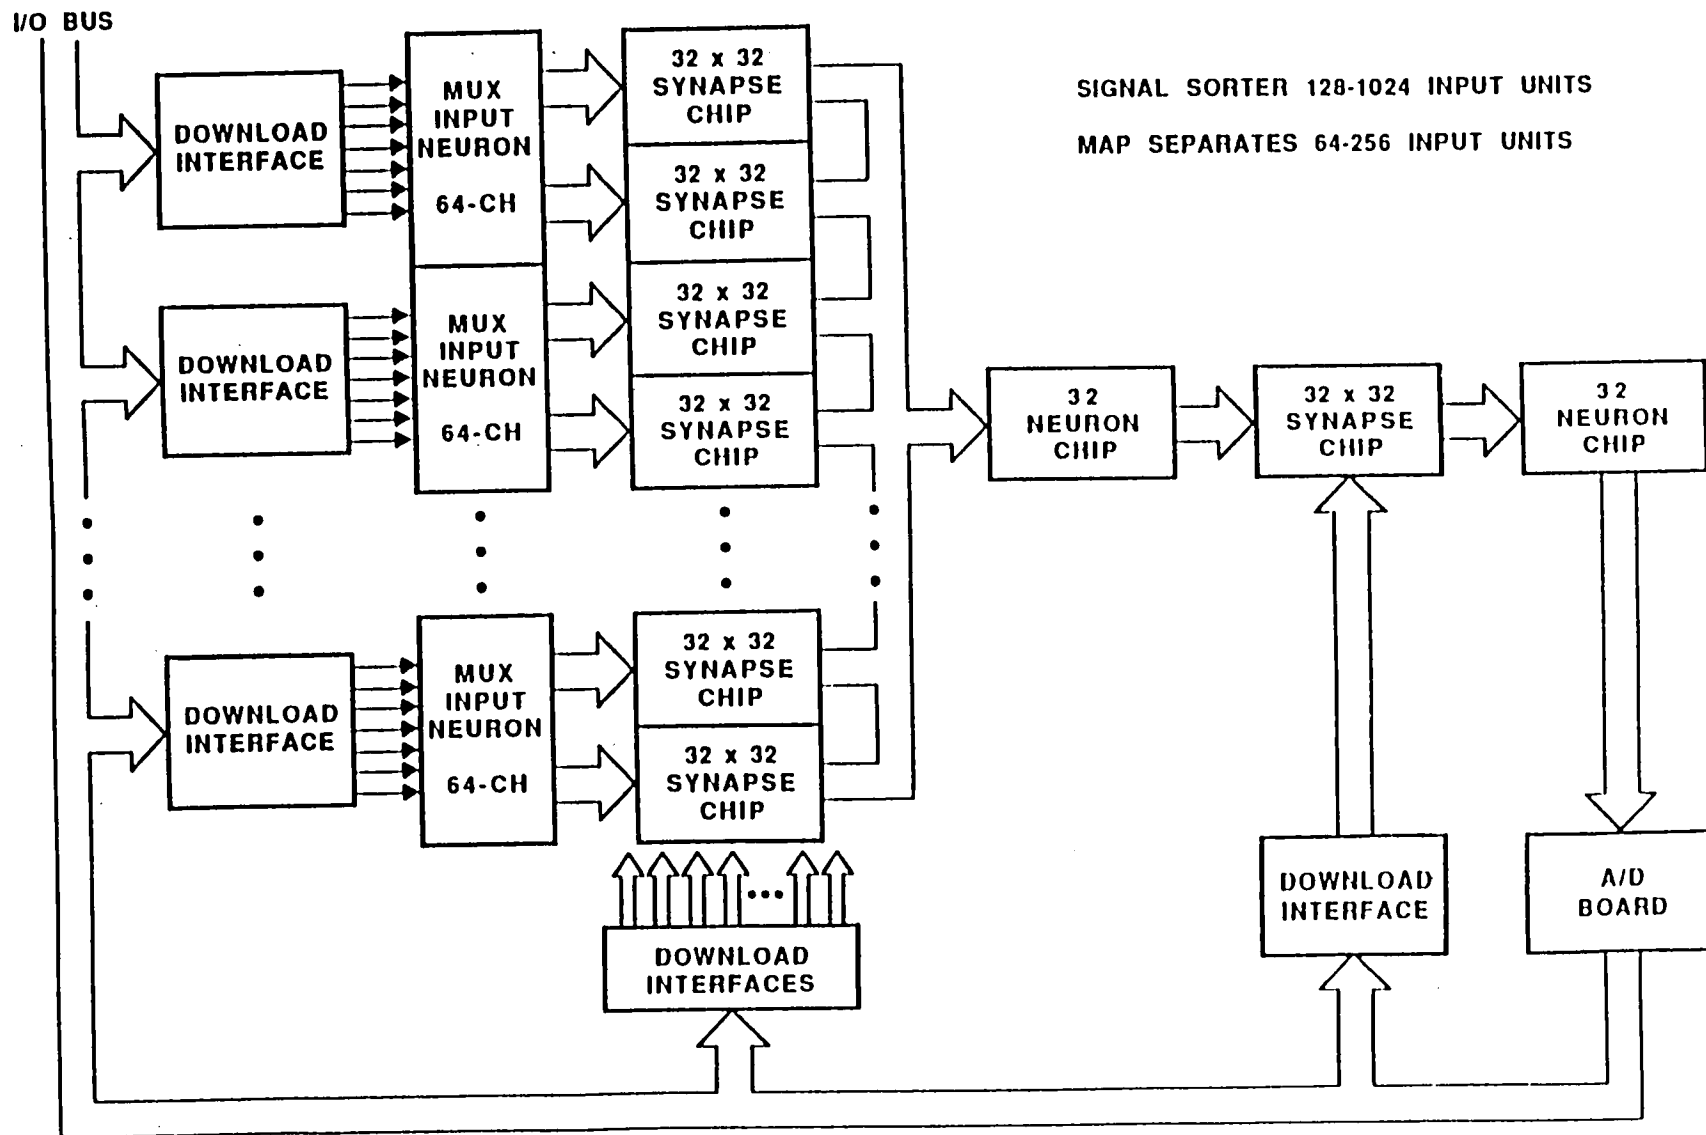 I/O BUS
DOWNLOAD
INTERFACE
MUX
INPUT
NEURON
64-CH
32 x 32
SYNAPSE
CHIP
32 x 32
SYNAPSE
CHIP
SIGNAL SORTER 128-1024 INPUT UNITS
MAP SEPARATES 64-256 INPUT UNITS
DOWNLOAD
INTERFACE
MUX
INPUT
NEURON
64-CH
32 x 32
SYNAPSE
CHIP
32 x 32
SYNAPSE
CHIP
32
NEURON
CHIP
32 x 32
SYNAPSE
CHIP
32
NEURON
CHIP
DOWNLOAD
INTERFACE
MUX
INPUT
NEURON
64-CH
32 x 32
SYNAPSE
CHIP
32 x 32
SYNAPSE
CHIP
DOWNLOAD
INTERFACES
DOWNLOAD
INTERFACE
A/D
BOARD